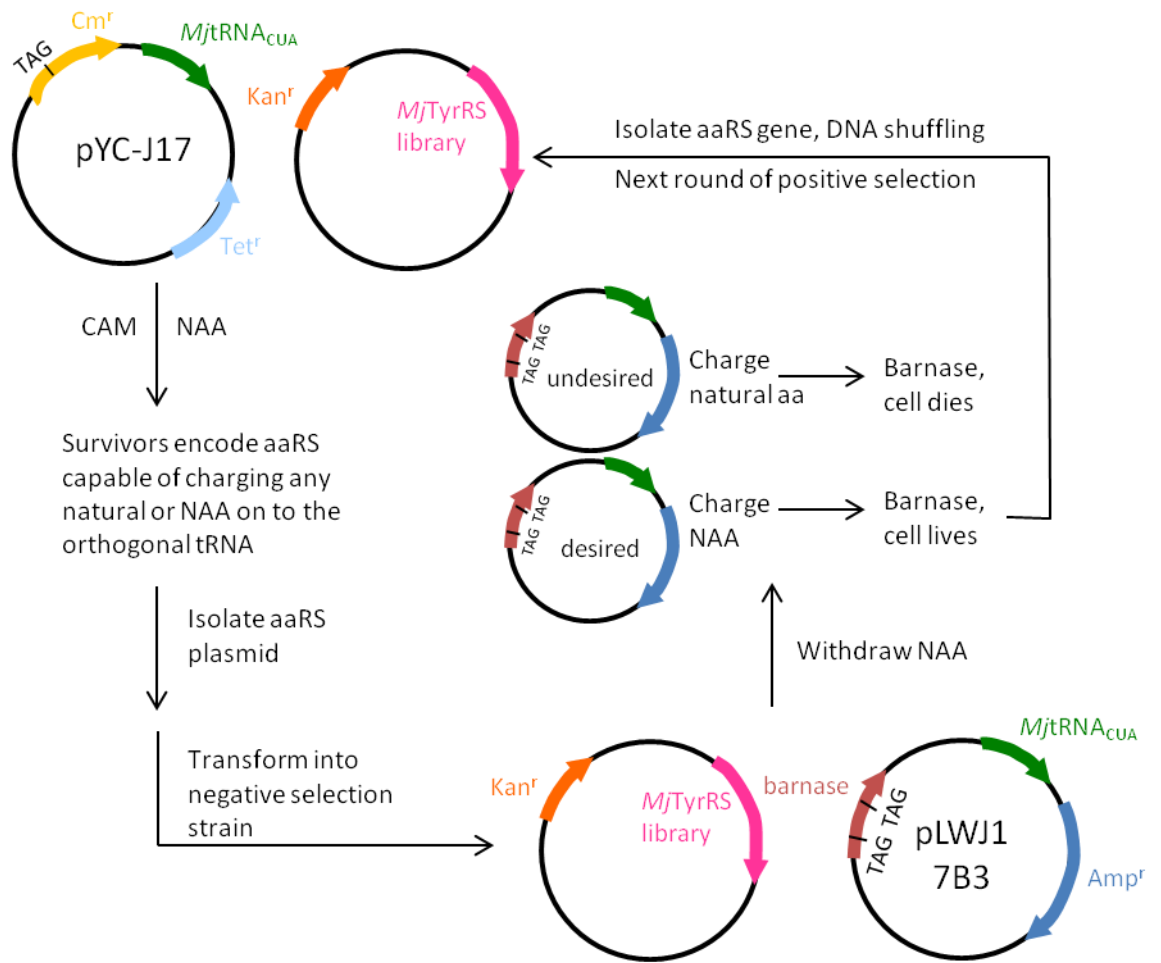 Cmʳ
TAG
MjtRNA_CUA
pYC-J17
Tetʳ
Kanʳ
MjTyrRS
library
Isolate aaRS gene, DNA shuffling
Next round of positive selection
CAM
NAA
Survivors encode aaRS
capable of charging any
natural or NAA on to the
orthogonal tRNA
Isolate aaRS
plasmid
Transform into
negative selection
strain
TAG TAG
undesired
Charge
natural aa
Barnase,
cell dies
TAG TAG
desired
Charge
NAA
Barnase,
cell lives
Withdraw NAA
Kanʳ
MjTyrRS
library
MjtRNA_CUA
barnase
TAG TAG
pLWJ1
7B3
Ampʳ